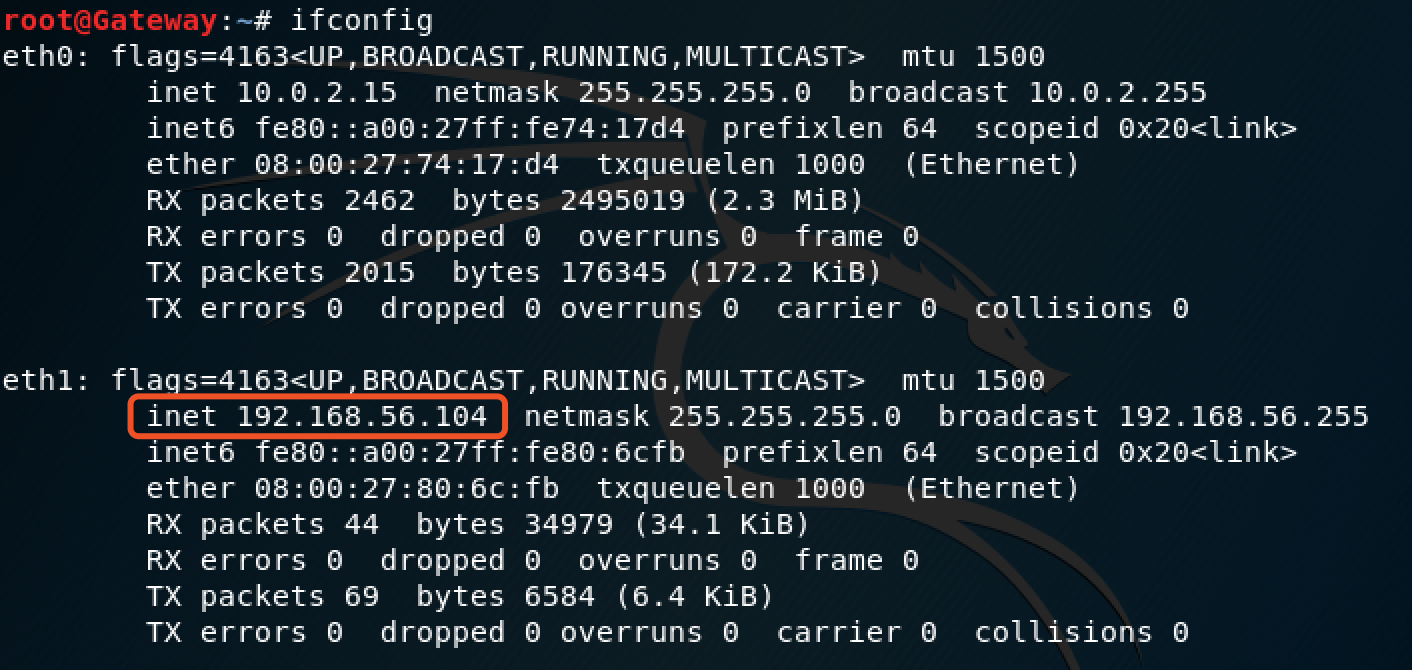 root@Gateway:~# ifconfig
eth0: flags=4163<UP,BROADCAST,RUNNING,MULTICAST>  mtu 1500
        inet 10.0.2.15  netmask 255.255.255.0  broadcast 10.0.2.255
        inet6 fe80::a00:27ff:fe74:17d4  prefixlen 64  scopeid 0x20<link>
        ether 08:00:27:74:17:d4  txqueuelen 1000  (Ethernet)
        RX packets 2462  bytes 2495019 (2.3 MiB)
        RX errors 0  dropped 0  overruns 0  frame 0
        TX packets 2015  bytes 176345 (172.2 KiB)
        TX errors 0  dropped 0 overruns 0  carrier 0  collisions 0

eth1: flags=4163<UP,BROADCAST,RUNNING,MULTICAST>  mtu 1500
        inet 192.168.56.104  netmask 255.255.255.0  broadcast 192.168.56.255
        inet6 fe80::a00:27ff:fe80:6cfb  prefixlen 64  scopeid 0x20<link>
        ether 08:00:27:80:6c:fb  txqueuelen 1000  (Ethernet)
        RX packets 44  bytes 34979 (34.1 KiB)
        RX errors 0  dropped 0  overruns 0  frame 0
        TX packets 69  bytes 6584 (6.4 KiB)
        TX errors 0  dropped 0 overruns 0  carrier 0  collisions 0